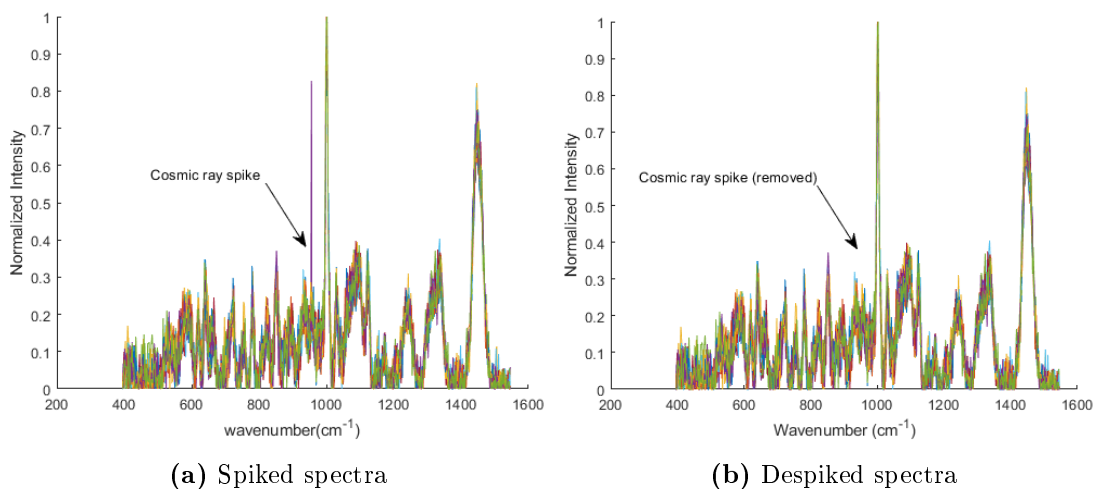 1
0.9
0.8
0.7
0.6
0.5
0.4
0.3
0.2
0.1
0
Normalized Intensity
Cosmic ray spike
200 400 600 800 1000 1200 1400 1600
wavenumber(cm⁻¹)
(a) Spiked spectra
1
0.9
0.8
0.7
0.6
0.5
0.4
0.3
0.2
0.1
0
Normalized Intensity
Cosmic ray spike (removed)
200 400 600 800 1000 1200 1400 1600
Wavenumber (cm⁻¹)
(b) Despiked spectra